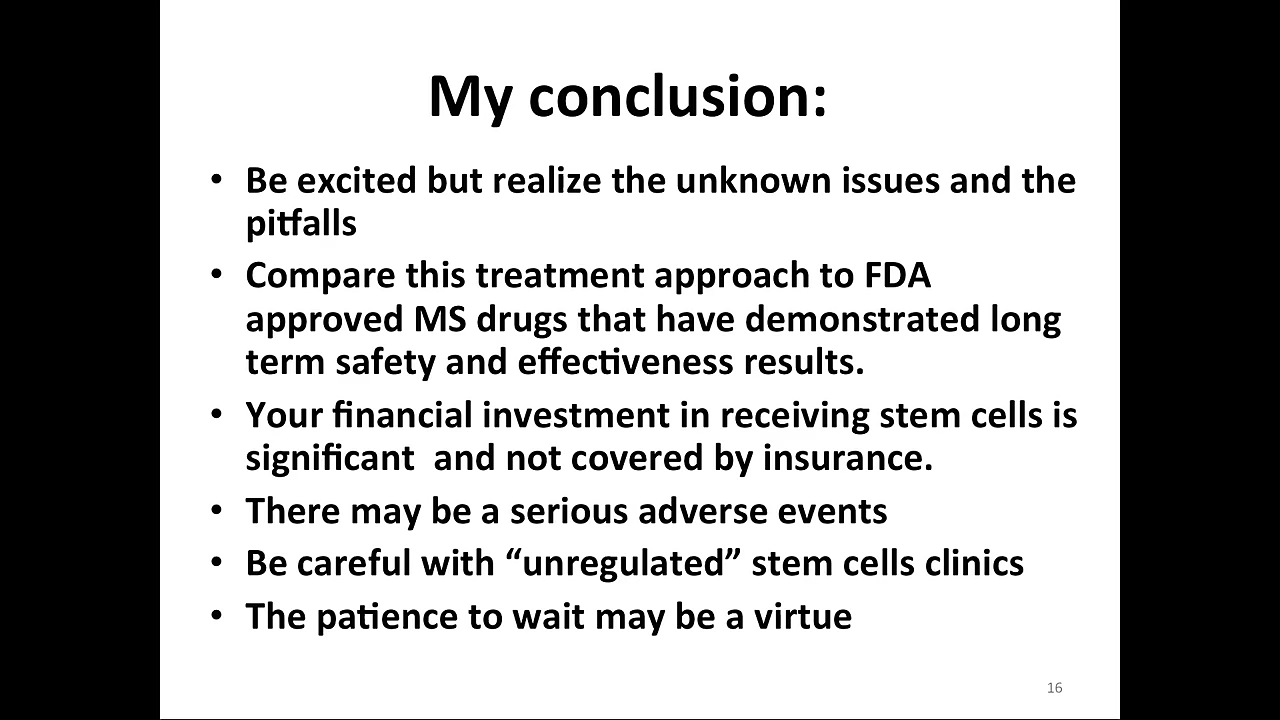 My conclusion:
• Be excited but realize the unknown issues and the
pitfalls
• Compare this treatment approach to FDA
approved MS drugs that have demonstrated long
term safety and effectiveness results.
• Your financial investment in receiving stem cells is
significant  and not covered by insurance.
• There may be a serious adverse events
• Be careful with “unregulated” stem cells clinics
• The patience to wait may be a virtue
16